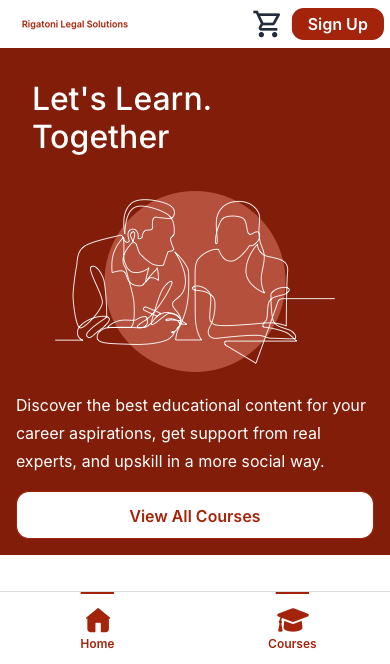 Rigatoni Legal Solutions
Sign Up
Let's Learn.
Together
Discover the best educational content for your
career aspirations, get support from real
experts, and upskill in a more social way.
View All Courses
Home
Courses